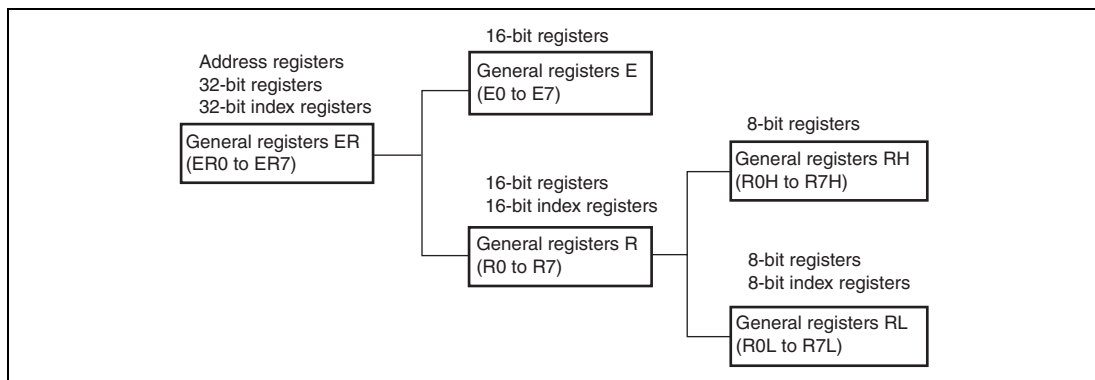 Address registers
32-bit registers
32-bit index registers
General registers ER
(ER0 to ER7)
16-bit registers
General registers E
(E0 to E7)
16-bit registers
16-bit index registers
General registers R
(R0 to R7)
8-bit registers
General registers RH
(R0H to R7H)
8-bit registers
8-bit index registers
General registers RL
(R0L to R7L)